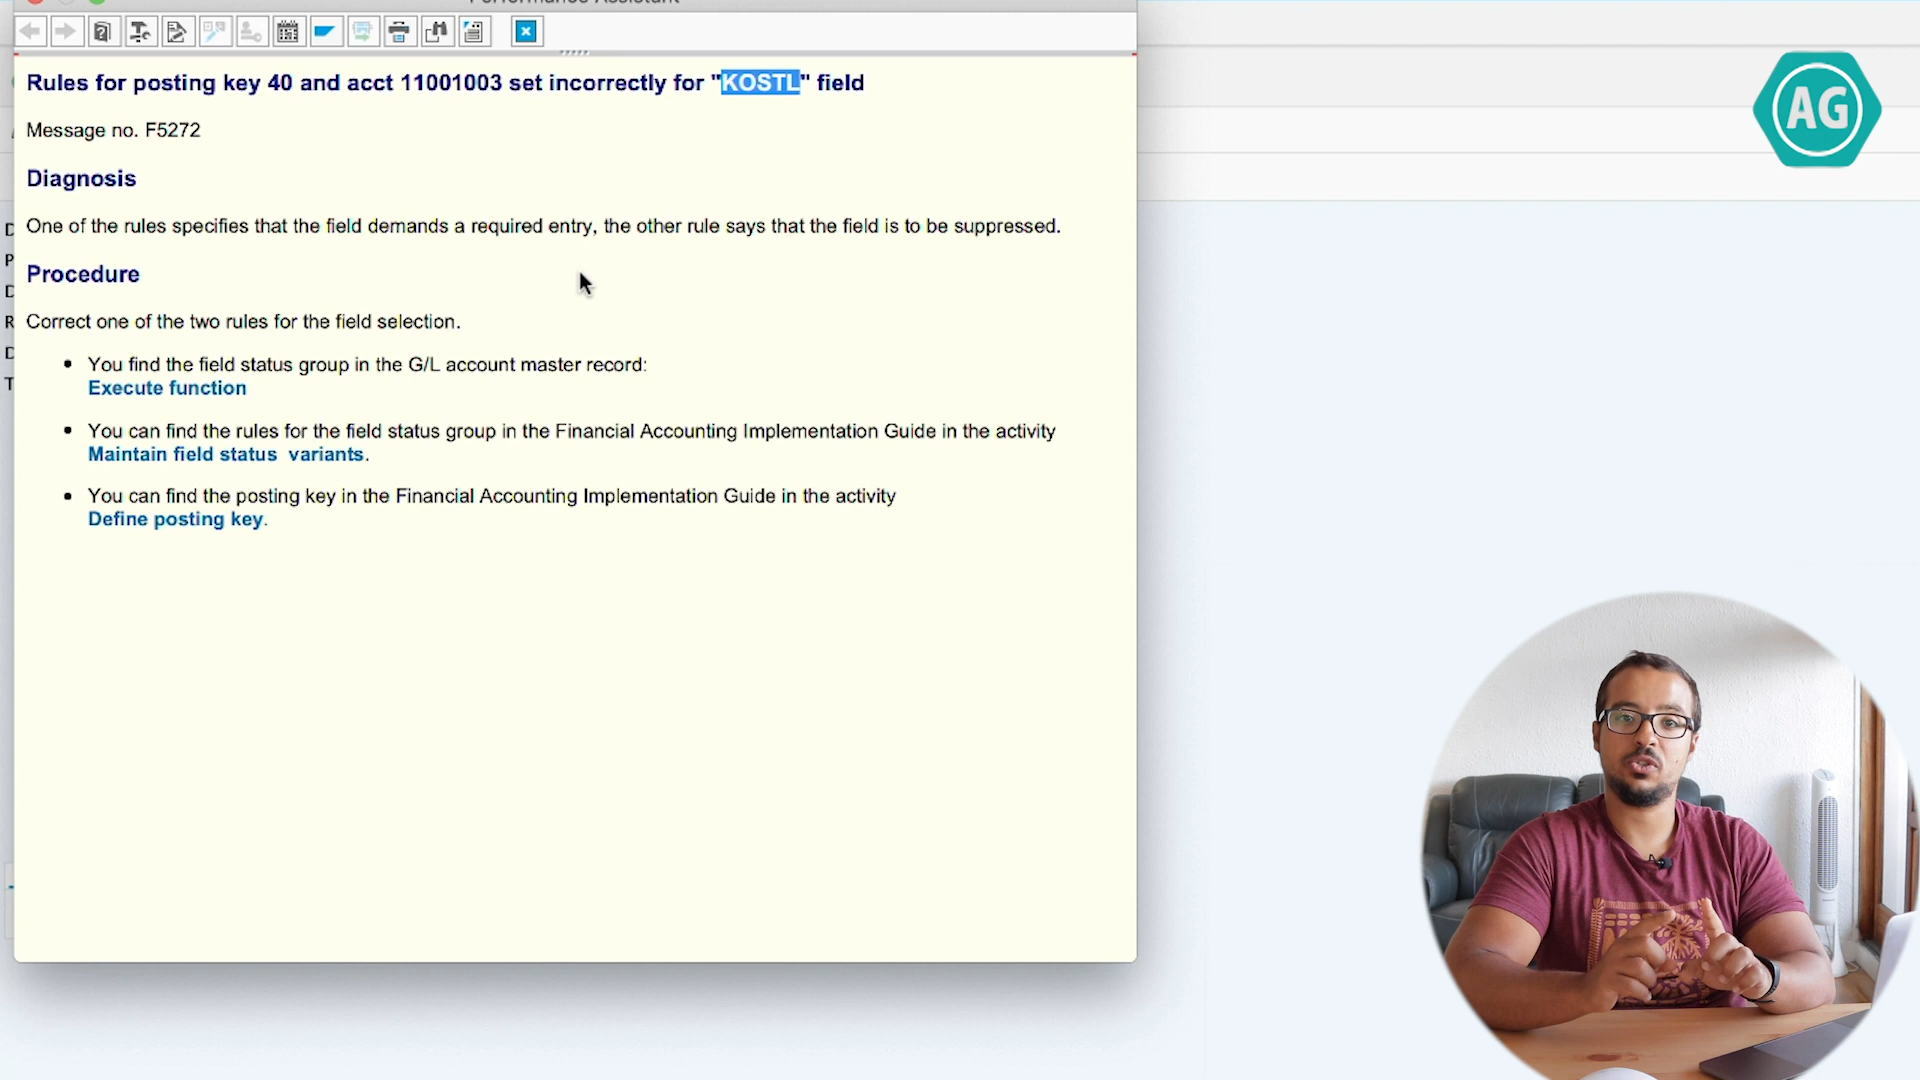 Performance Assistant
Rules for posting key 40 and acct 11001003 set incorrectly for "KOSTL" field
Message no. F5272
Diagnosis
One of the rules specifies that the field demands a required entry, the other rule says that the field is to be suppressed.
Procedure
Correct one of the two rules for the field selection.
• You find the field status group in the G/L account master record:
Execute function
• You can find the rules for the field status group in the Financial Accounting Implementation Guide in the activity
Maintain field status variants.
• You can find the posting key in the Financial Accounting Implementation Guide in the activity
Define posting key.
D
P
D
R
D
T
AG